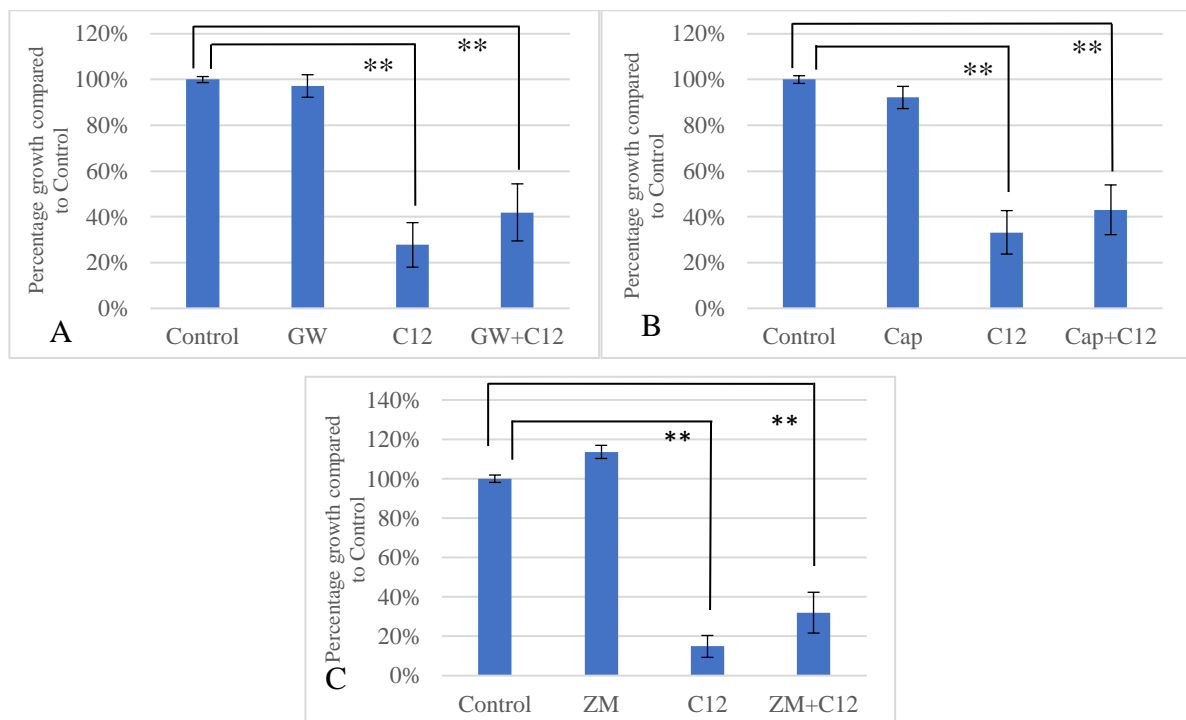 120%
100%
80%
60%
40%
20%
0%
Percentage growth compared
to Control
**
**
Control GW C12 GW+C12
A
120%
100%
80%
60%
40%
20%
0%
Percentage growth compared
to Control
**
**
Control Cap C12 Cap+C12
B
140%
120%
100%
80%
60%
40%
20%
0%
Percentage growth compared
to Control
**
**
Control ZM C12 ZM+C12
C